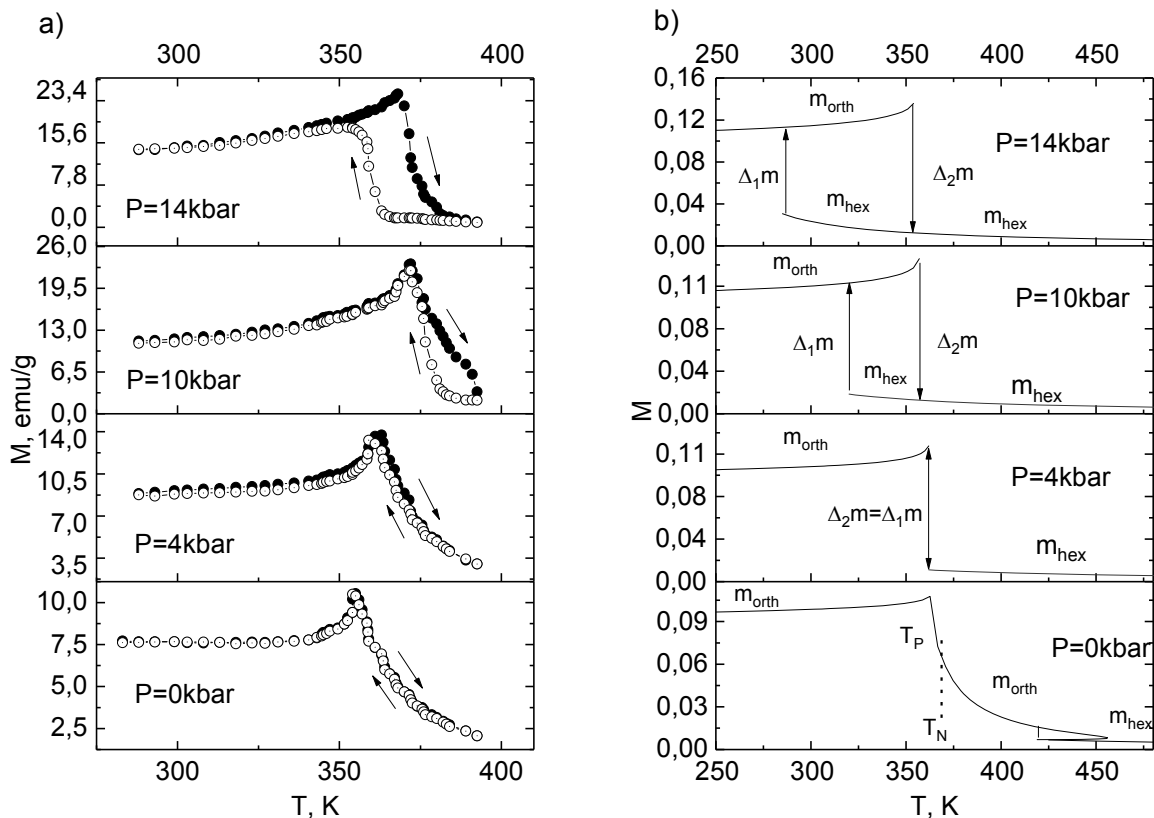 a)
300 350 400
M, emu/g
23,4
15,6
7,8
0,0
P=14kbar
26,0
19,5
13,0
6,5
0,0
P=10kbar
14,0
10,5
7,0
3,5
P=4kbar
10,0
7,5
5,0
2,5
P=0kbar
300 350 400
T, K
b)
250 300 350 400 450
M
0,16
0,12
0,08
0,04
0,00
m_orth
P=14kbar
Δ₁m
Δ₂m
m_hex
m_hex
0,11
0,08
0,04
0,00
m_orth
P=10kbar
Δ₁m
Δ₂m
m_hex
m_hex
0,11
0,08
0,04
0,00
m_orth
P=4kbar
Δ₂m=Δ₁m
m_hex
0,09
0,06
0,03
0,00
m_orth
P=0kbar
T_P
m_orth
m_hex
T_N
250 300 350 400 450
T, K